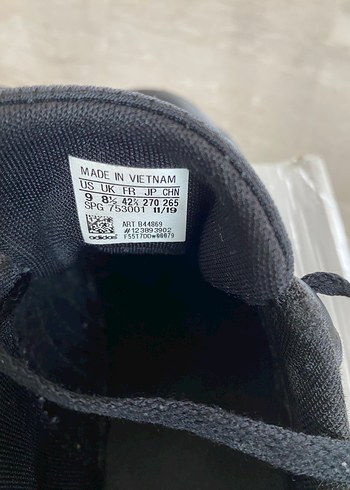 MADE IN VIETNAM
US UK FR JP CHN
9 8½ 42⅔ 270 265
SPG 753001 11/19
ART B44869
#123893902
adidas